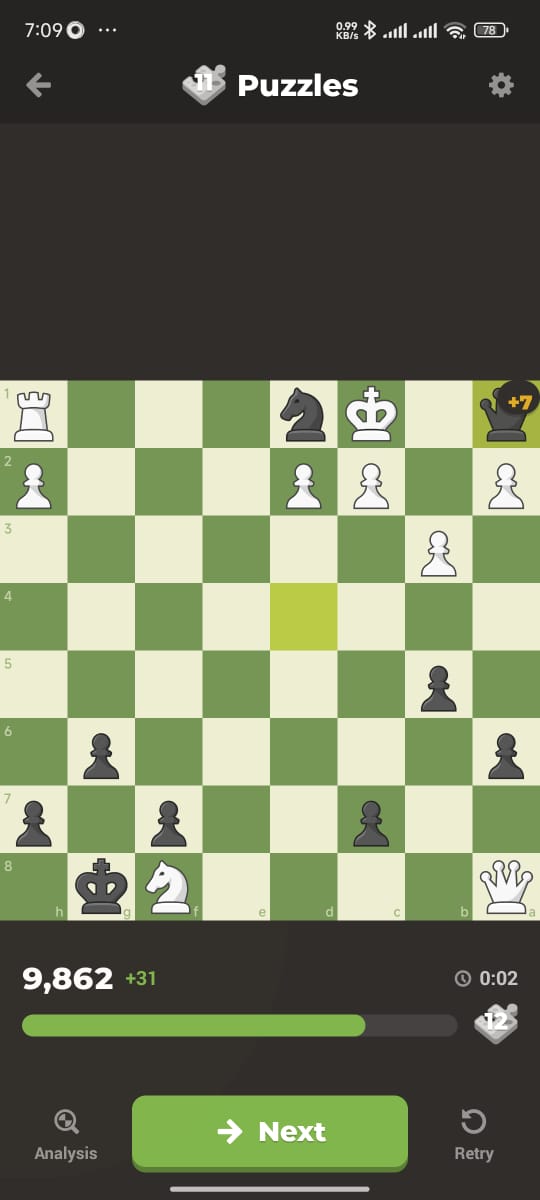 7:09 ··· 0.99 KB/s 78
11 Puzzles
1 +7
2
3
4
5
6
7
8 h g f e d c b a
9,862 +31 0:02
12
Analysis → Next Retry